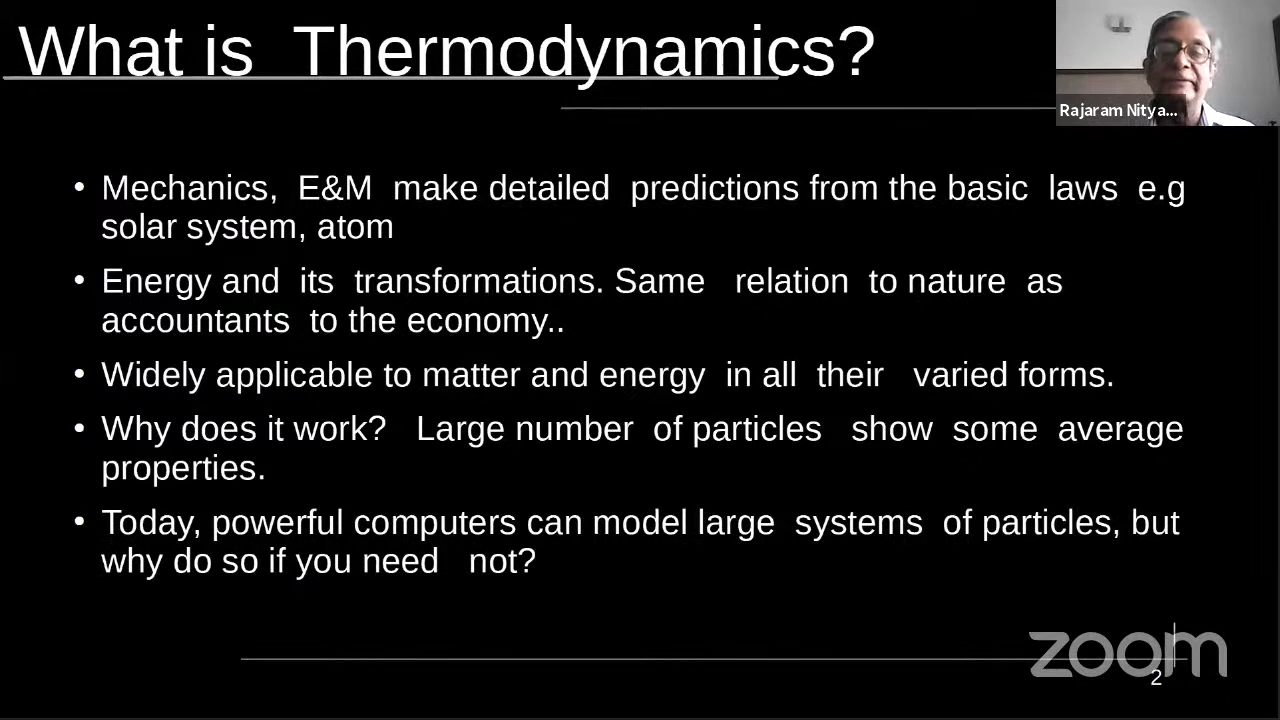 What is Thermodynamics?
Rajaram Nitya...
• Mechanics, E&M make detailed predictions from the basic laws e.g
solar system, atom
• Energy and its transformations. Same relation to nature as
accountants to the economy..
• Widely applicable to matter and energy in all their varied forms.
• Why does it work? Large number of particles show some average
properties.
• Today, powerful computers can model large systems of particles, but
why do so if you need not?
zoom
2